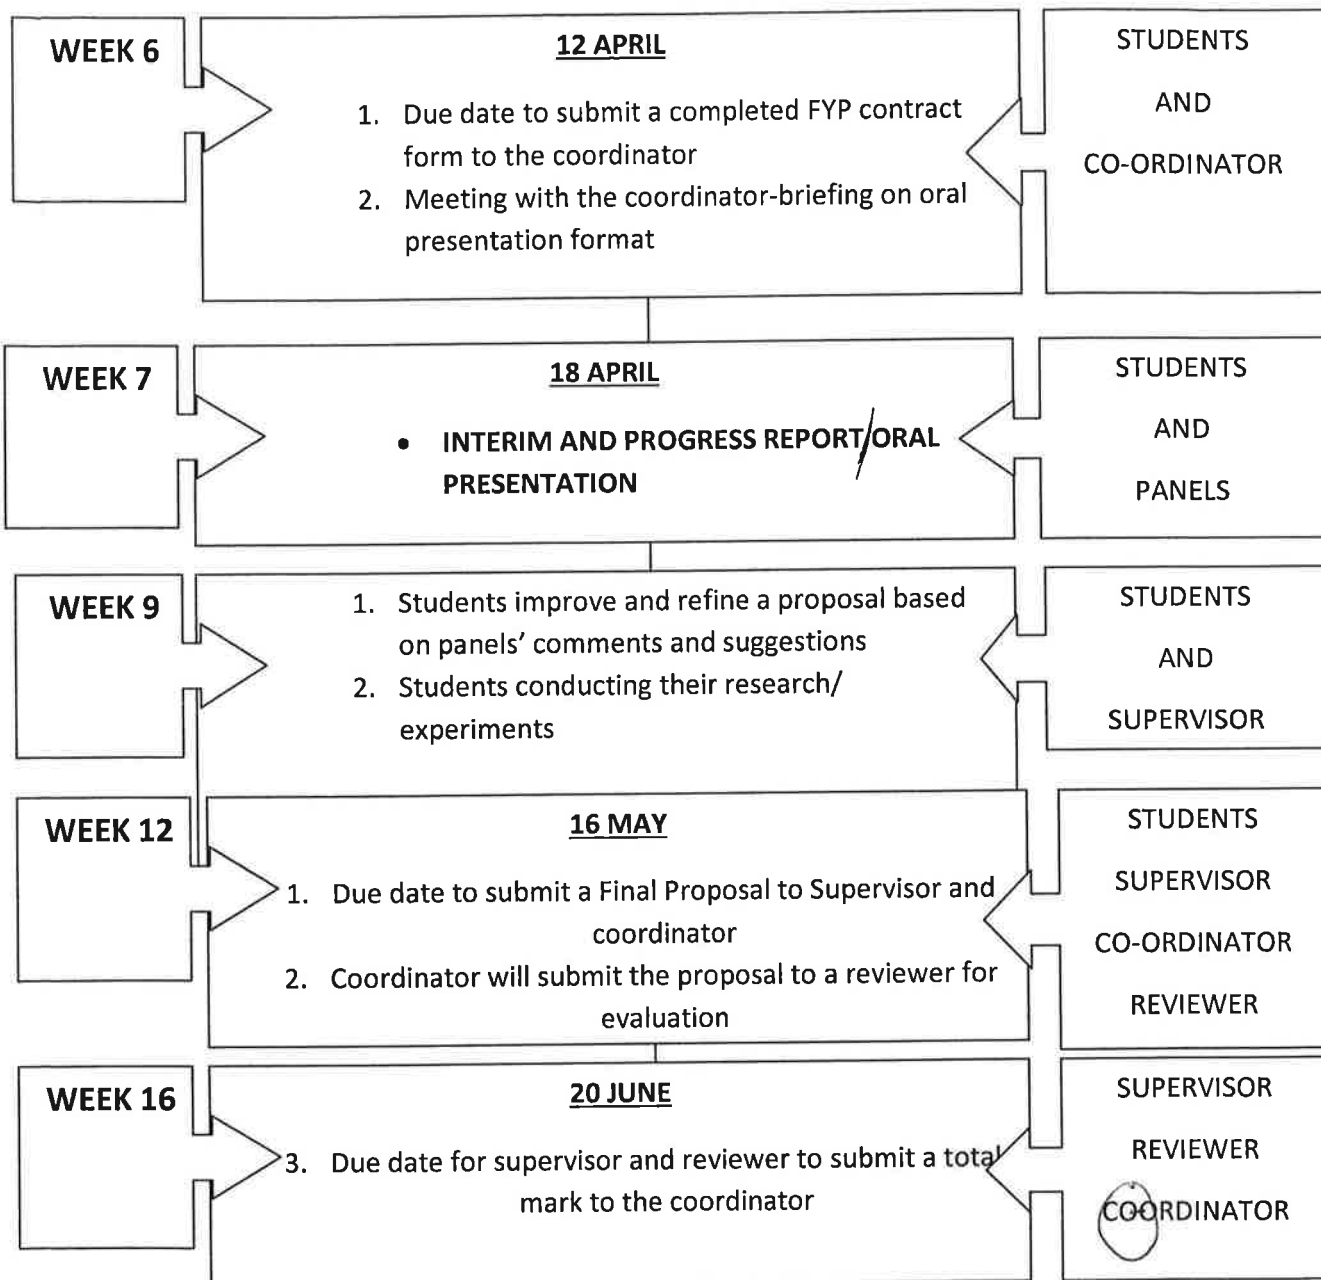 WEEK 6
12 APRIL
1. Due date to submit a completed FYP contract
form to the coordinator
2. Meeting with the coordinator-briefing on oral
presentation format
STUDENTS
AND
CO-ORDINATOR
WEEK 7
18 APRIL
• INTERIM AND PROGRESS REPORT/ORAL
PRESENTATION
STUDENTS
AND
PANELS
WEEK 9
1. Students improve and refine a proposal based
on panels' comments and suggestions
2. Students conducting their research/
experiments
STUDENTS
AND
SUPERVISOR
WEEK 12
16 MAY
1. Due date to submit a Final Proposal to Supervisor and
coordinator
2. Coordinator will submit the proposal to a reviewer for
evaluation
STUDENTS
SUPERVISOR
CO-ORDINATOR
REVIEWER
WEEK 16
20 JUNE
3. Due date for supervisor and reviewer to submit a total
mark to the coordinator
SUPERVISOR
REVIEWER
COORDINATOR